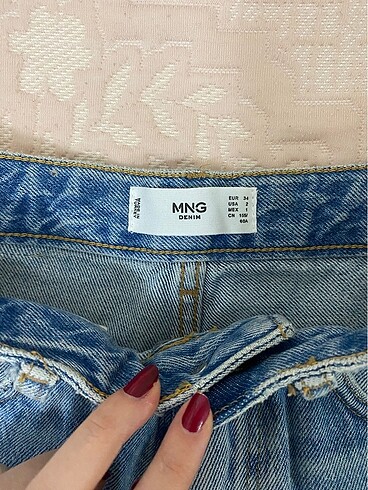 MNG
DENIM
EUR 34
USA 2
MEX 1
CN 155/
60A